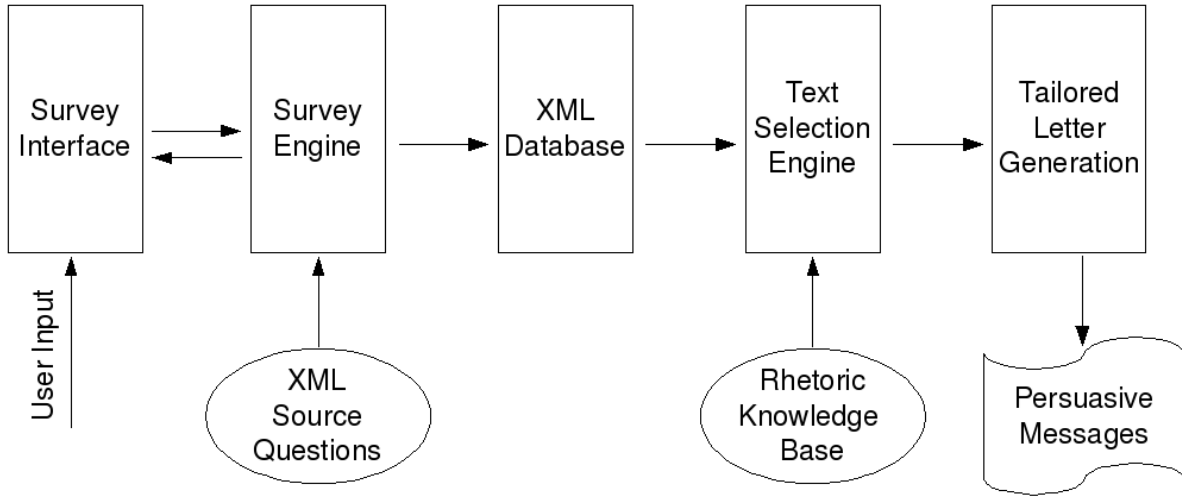 Survey
Interface
Survey
Engine
XML
Database
Text
Selection
Engine
Tailored
Letter
Generation
User Input
XML
Source
Questions
Rhetoric
Knowledge
Base
Persuasive
Messages